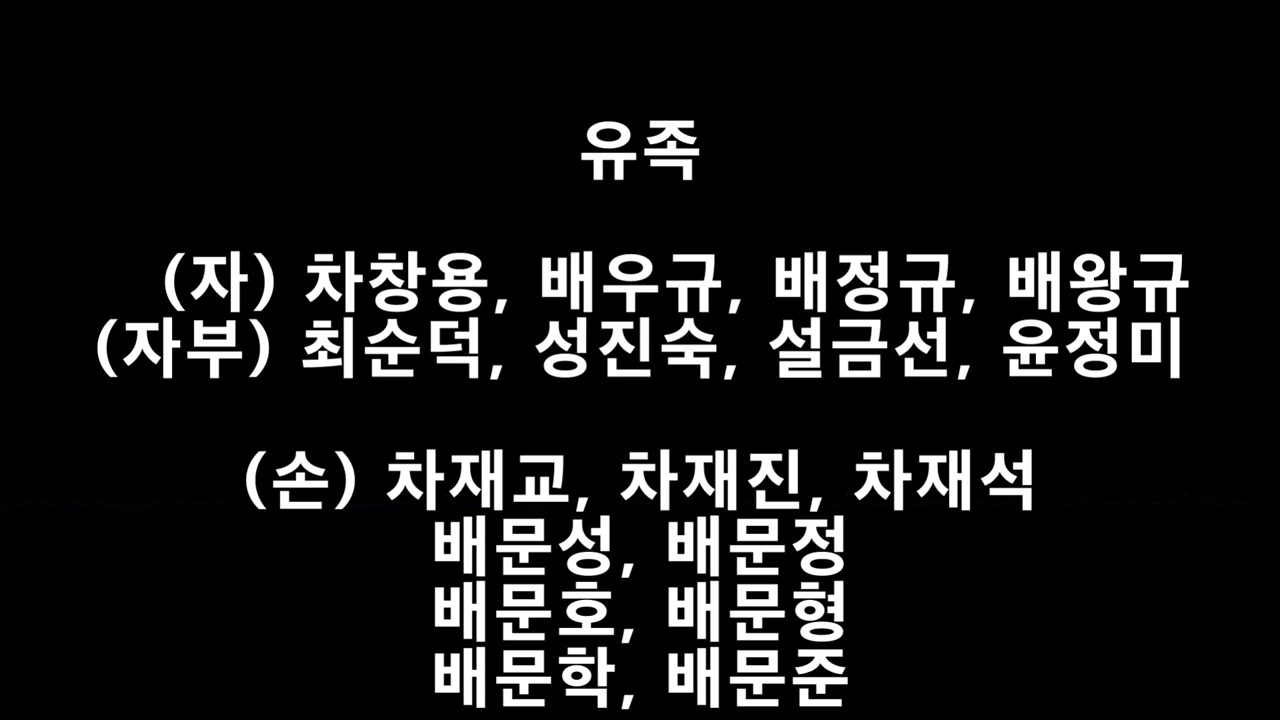 유족
(자) 차창용, 배우규, 배정규, 배왕규
(자부) 최순덕, 성진숙, 설금선, 윤정미
(손) 차재교, 차재진, 차재석
배문성, 배문정
배문호, 배문형
배문학, 배문준